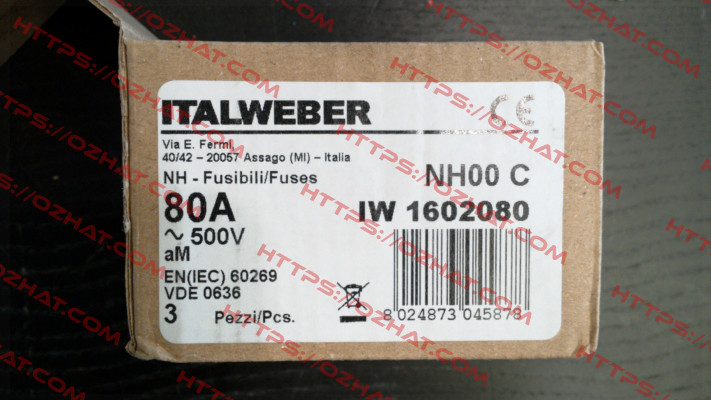 ITALWEBER
CE
Via E. Fermi,
40/42 – 20057 Assago (MI) – Italia
NH - Fusibili/Fuses
NH00 C
80A
IW 1602080
~ 500V
aM
EN(IEC) 60269
VDE 0636
3 Pezzi/Pcs.
8 024873 045878
HTTPS://OZHAT.COM